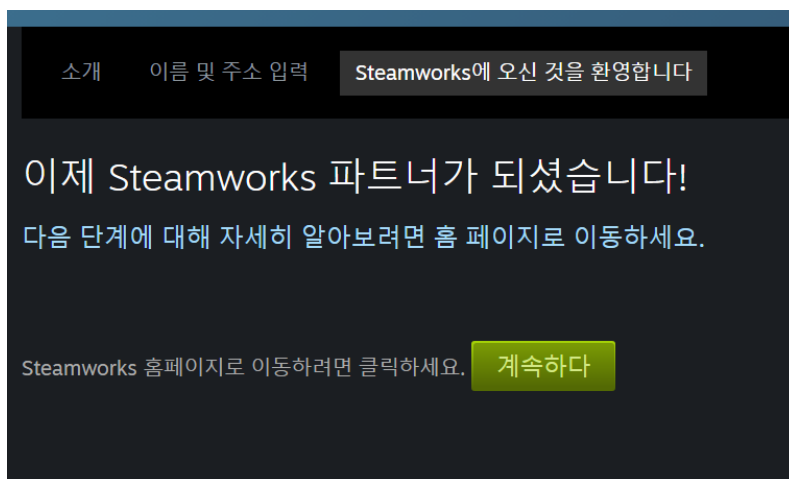 소개 이름 및 주소 입력 Steamworks에 오신 것을 환영합니다
이제 Steamworks 파트너가 되셨습니다!
다음 단계에 대해 자세히 알아보려면 홈 페이지로 이동하세요.
Steamworks 홈페이지로 이동하려면 클릭하세요. 계속하다